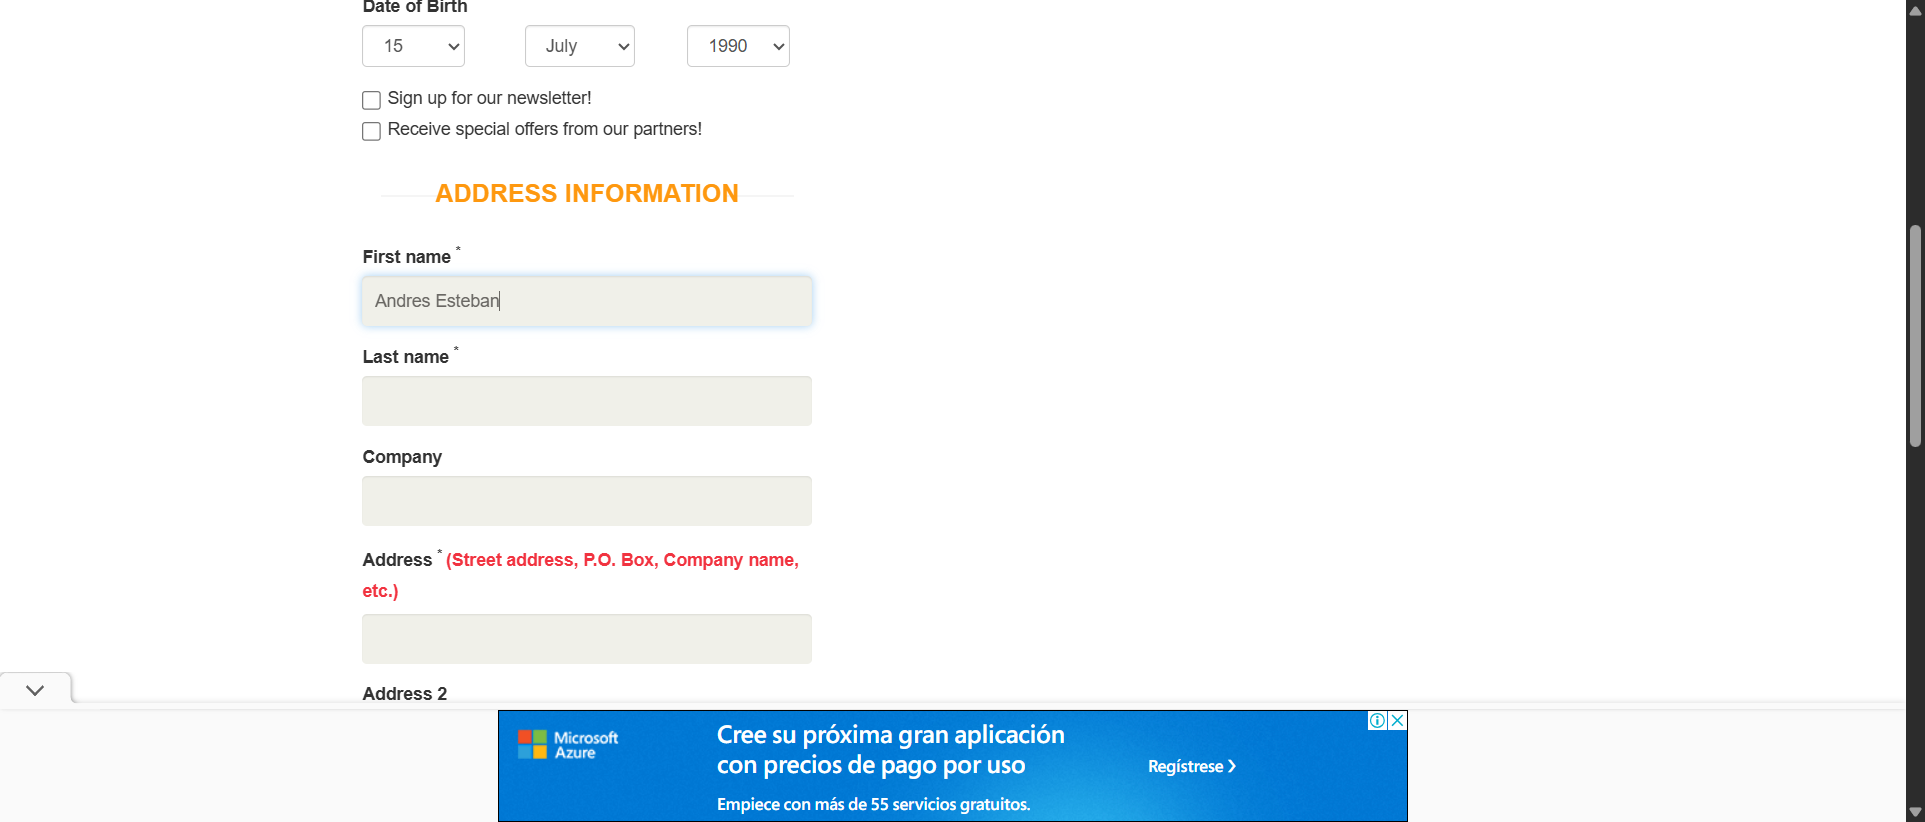 Date of Birth
15 July 1990
Sign up for our newsletter!
Receive special offers from our partners!
ADDRESS INFORMATION
First name *
Andres Esteban
Last name *
Company
Address * (Street address, P.O. Box, Company name,
etc.)
Address 2
Microsoft
Azure
Cree su próxima gran aplicación
con precios de pago por uso
Regístrese
Empiece con más de 55 servicios gratuitos.